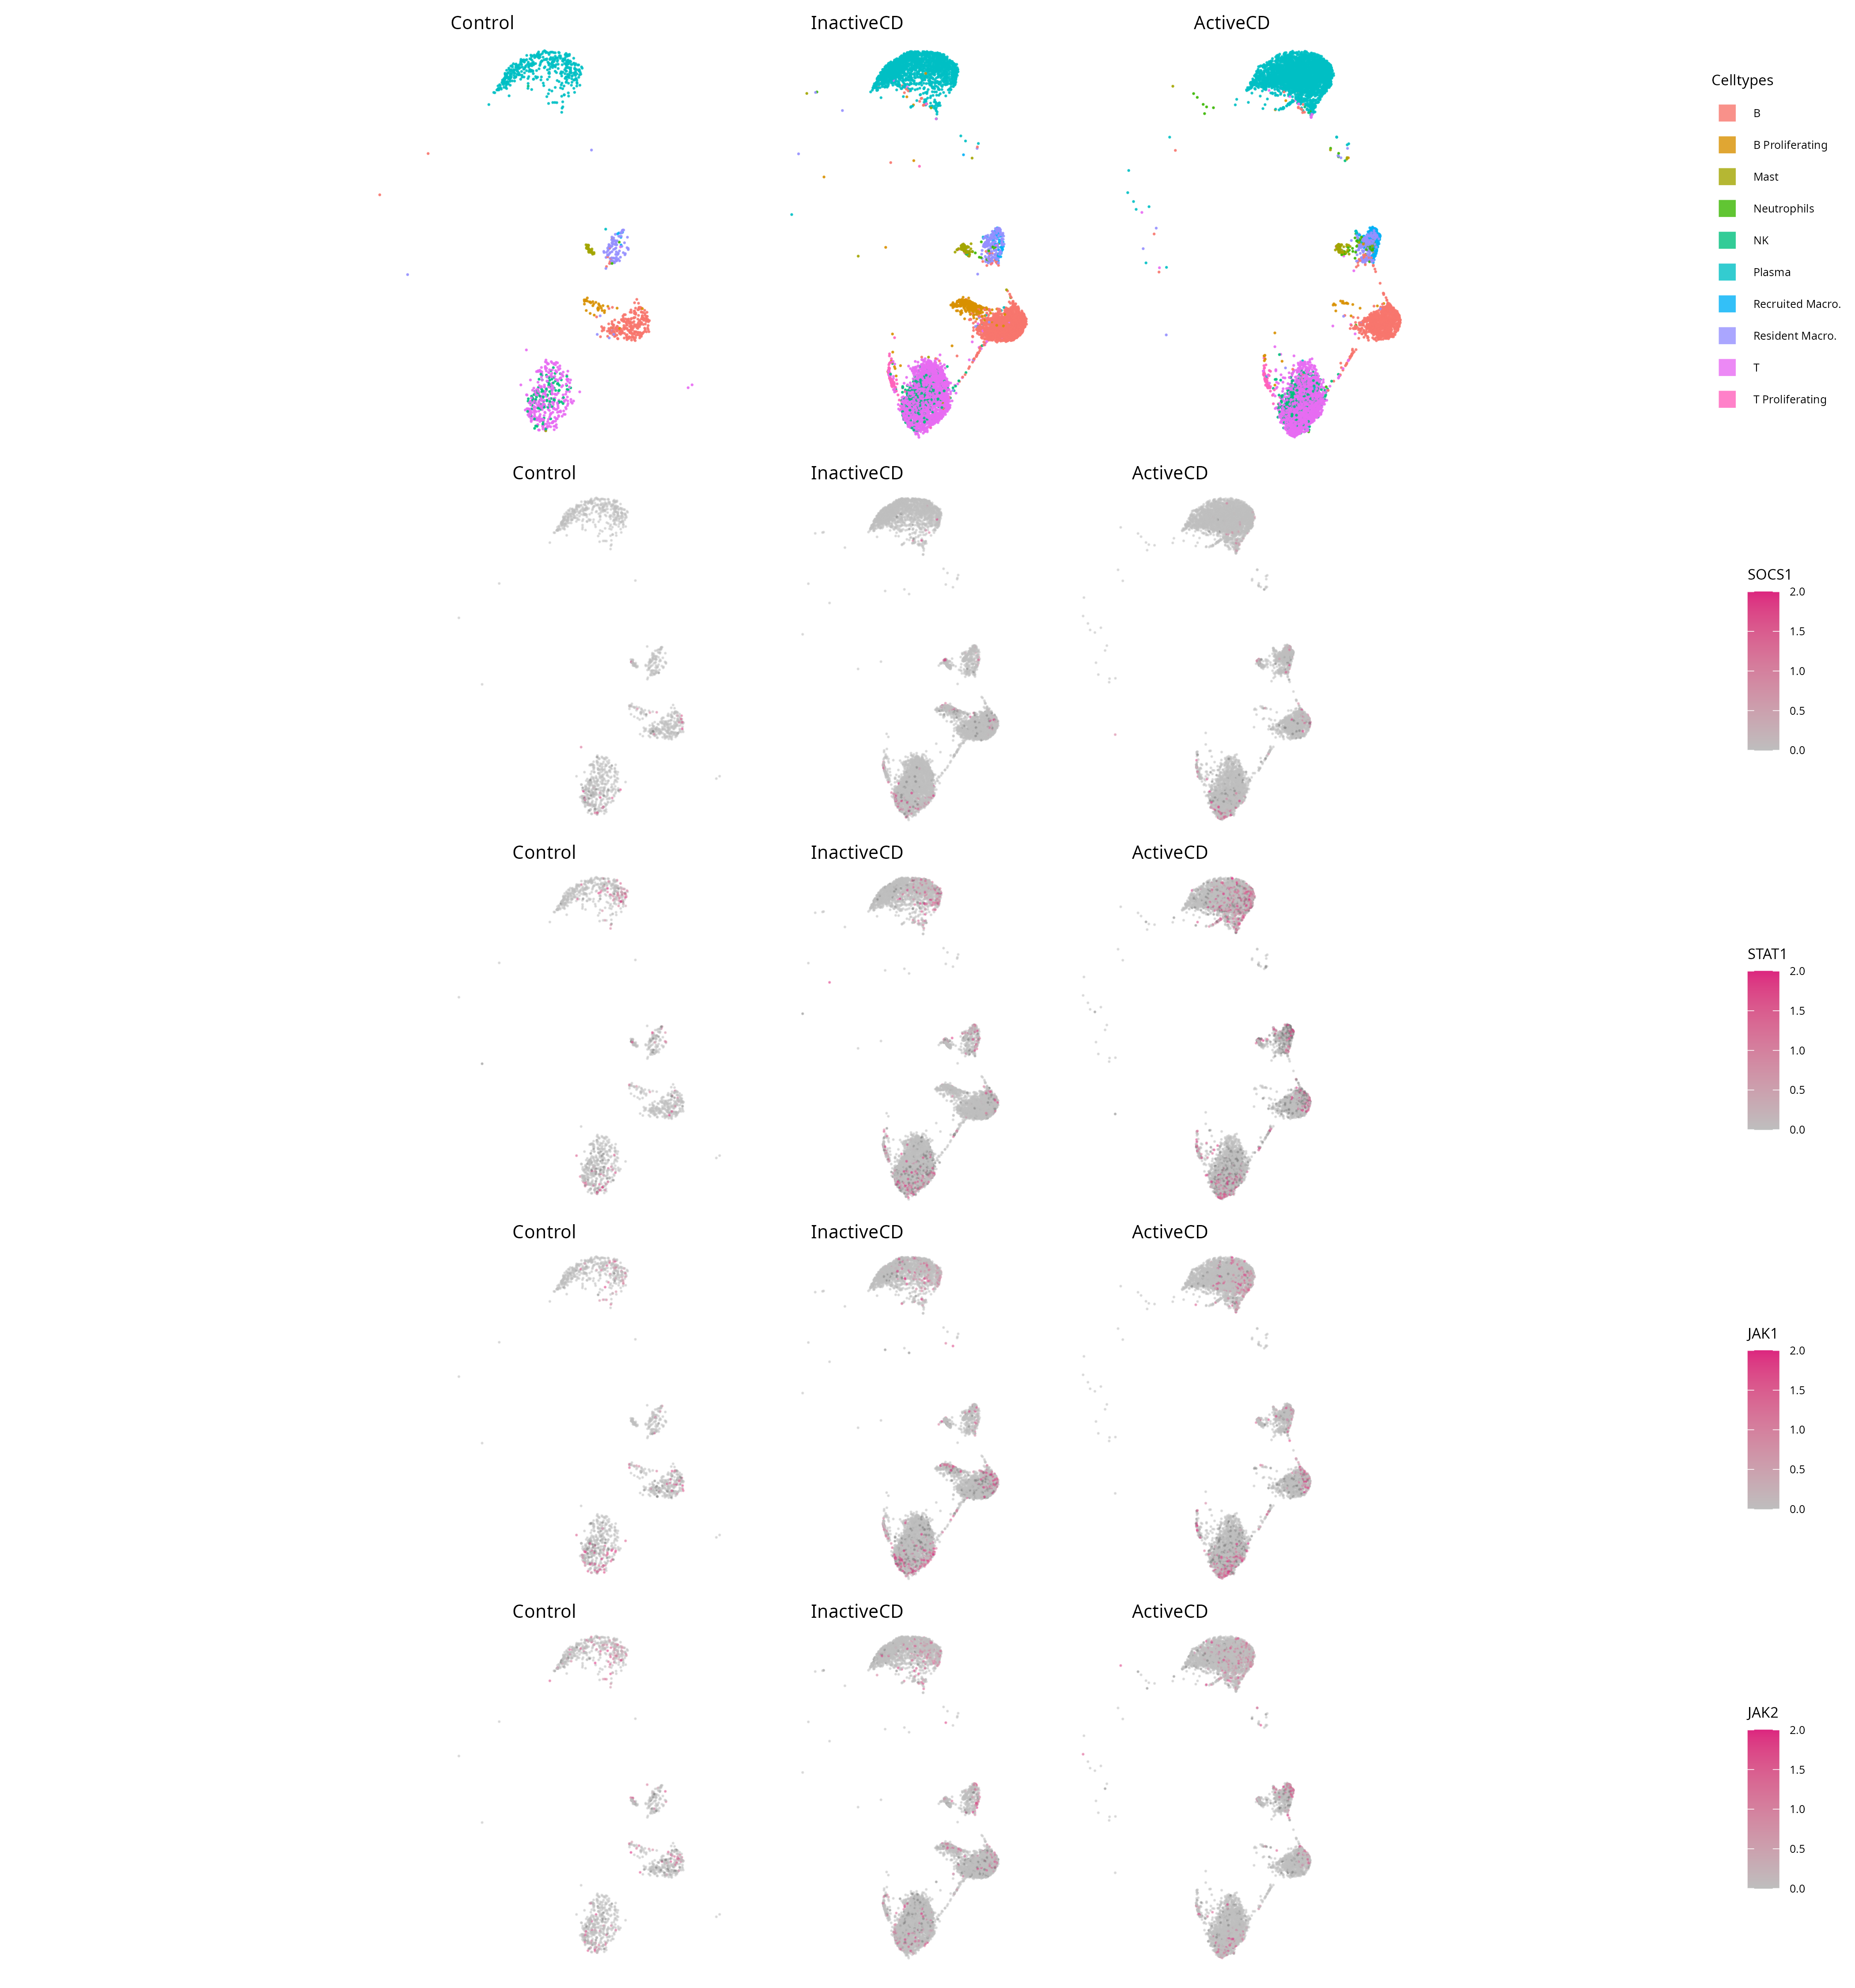 Control InactiveCD ActiveCD
Celltypes
B
B Proliferating
Mast
Neutrophils
NK
Plasma
Recruited Macro.
Resident Macro.
T
T Proliferating
Control InactiveCD ActiveCD
SOCS1
2.0
1.5
1.0
0.5
0.0
Control InactiveCD ActiveCD
STAT1
2.0
1.5
1.0
0.5
0.0
Control InactiveCD ActiveCD
JAK1
2.0
1.5
1.0
0.5
0.0
Control InactiveCD ActiveCD
JAK2
2.0
1.5
1.0
0.5
0.0